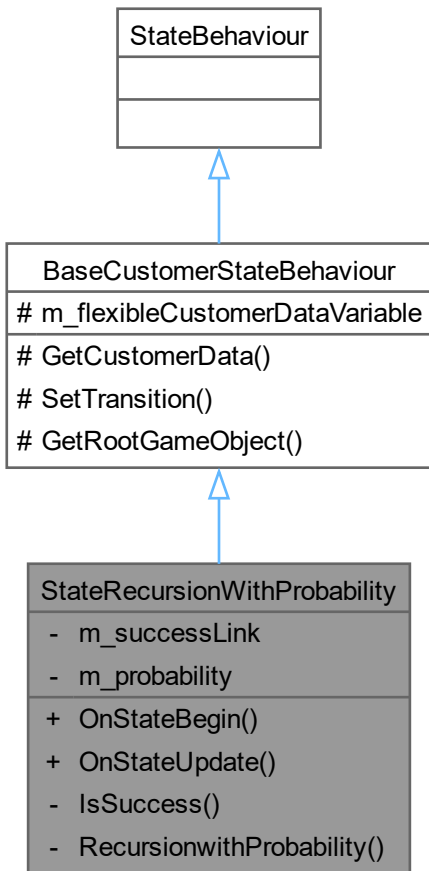 StateBehaviour
BaseCustomerStateBehaviour
# m_flexibleCustomerDataVariable
# GetCustomerData()
# SetTransition()
# GetRootGameObject()
StateRecursionWithProbability
- m_successLink
- m_probability
+ OnStateBegin()
+ OnStateUpdate()
- IsSuccess()
- RecursionwithProbability()